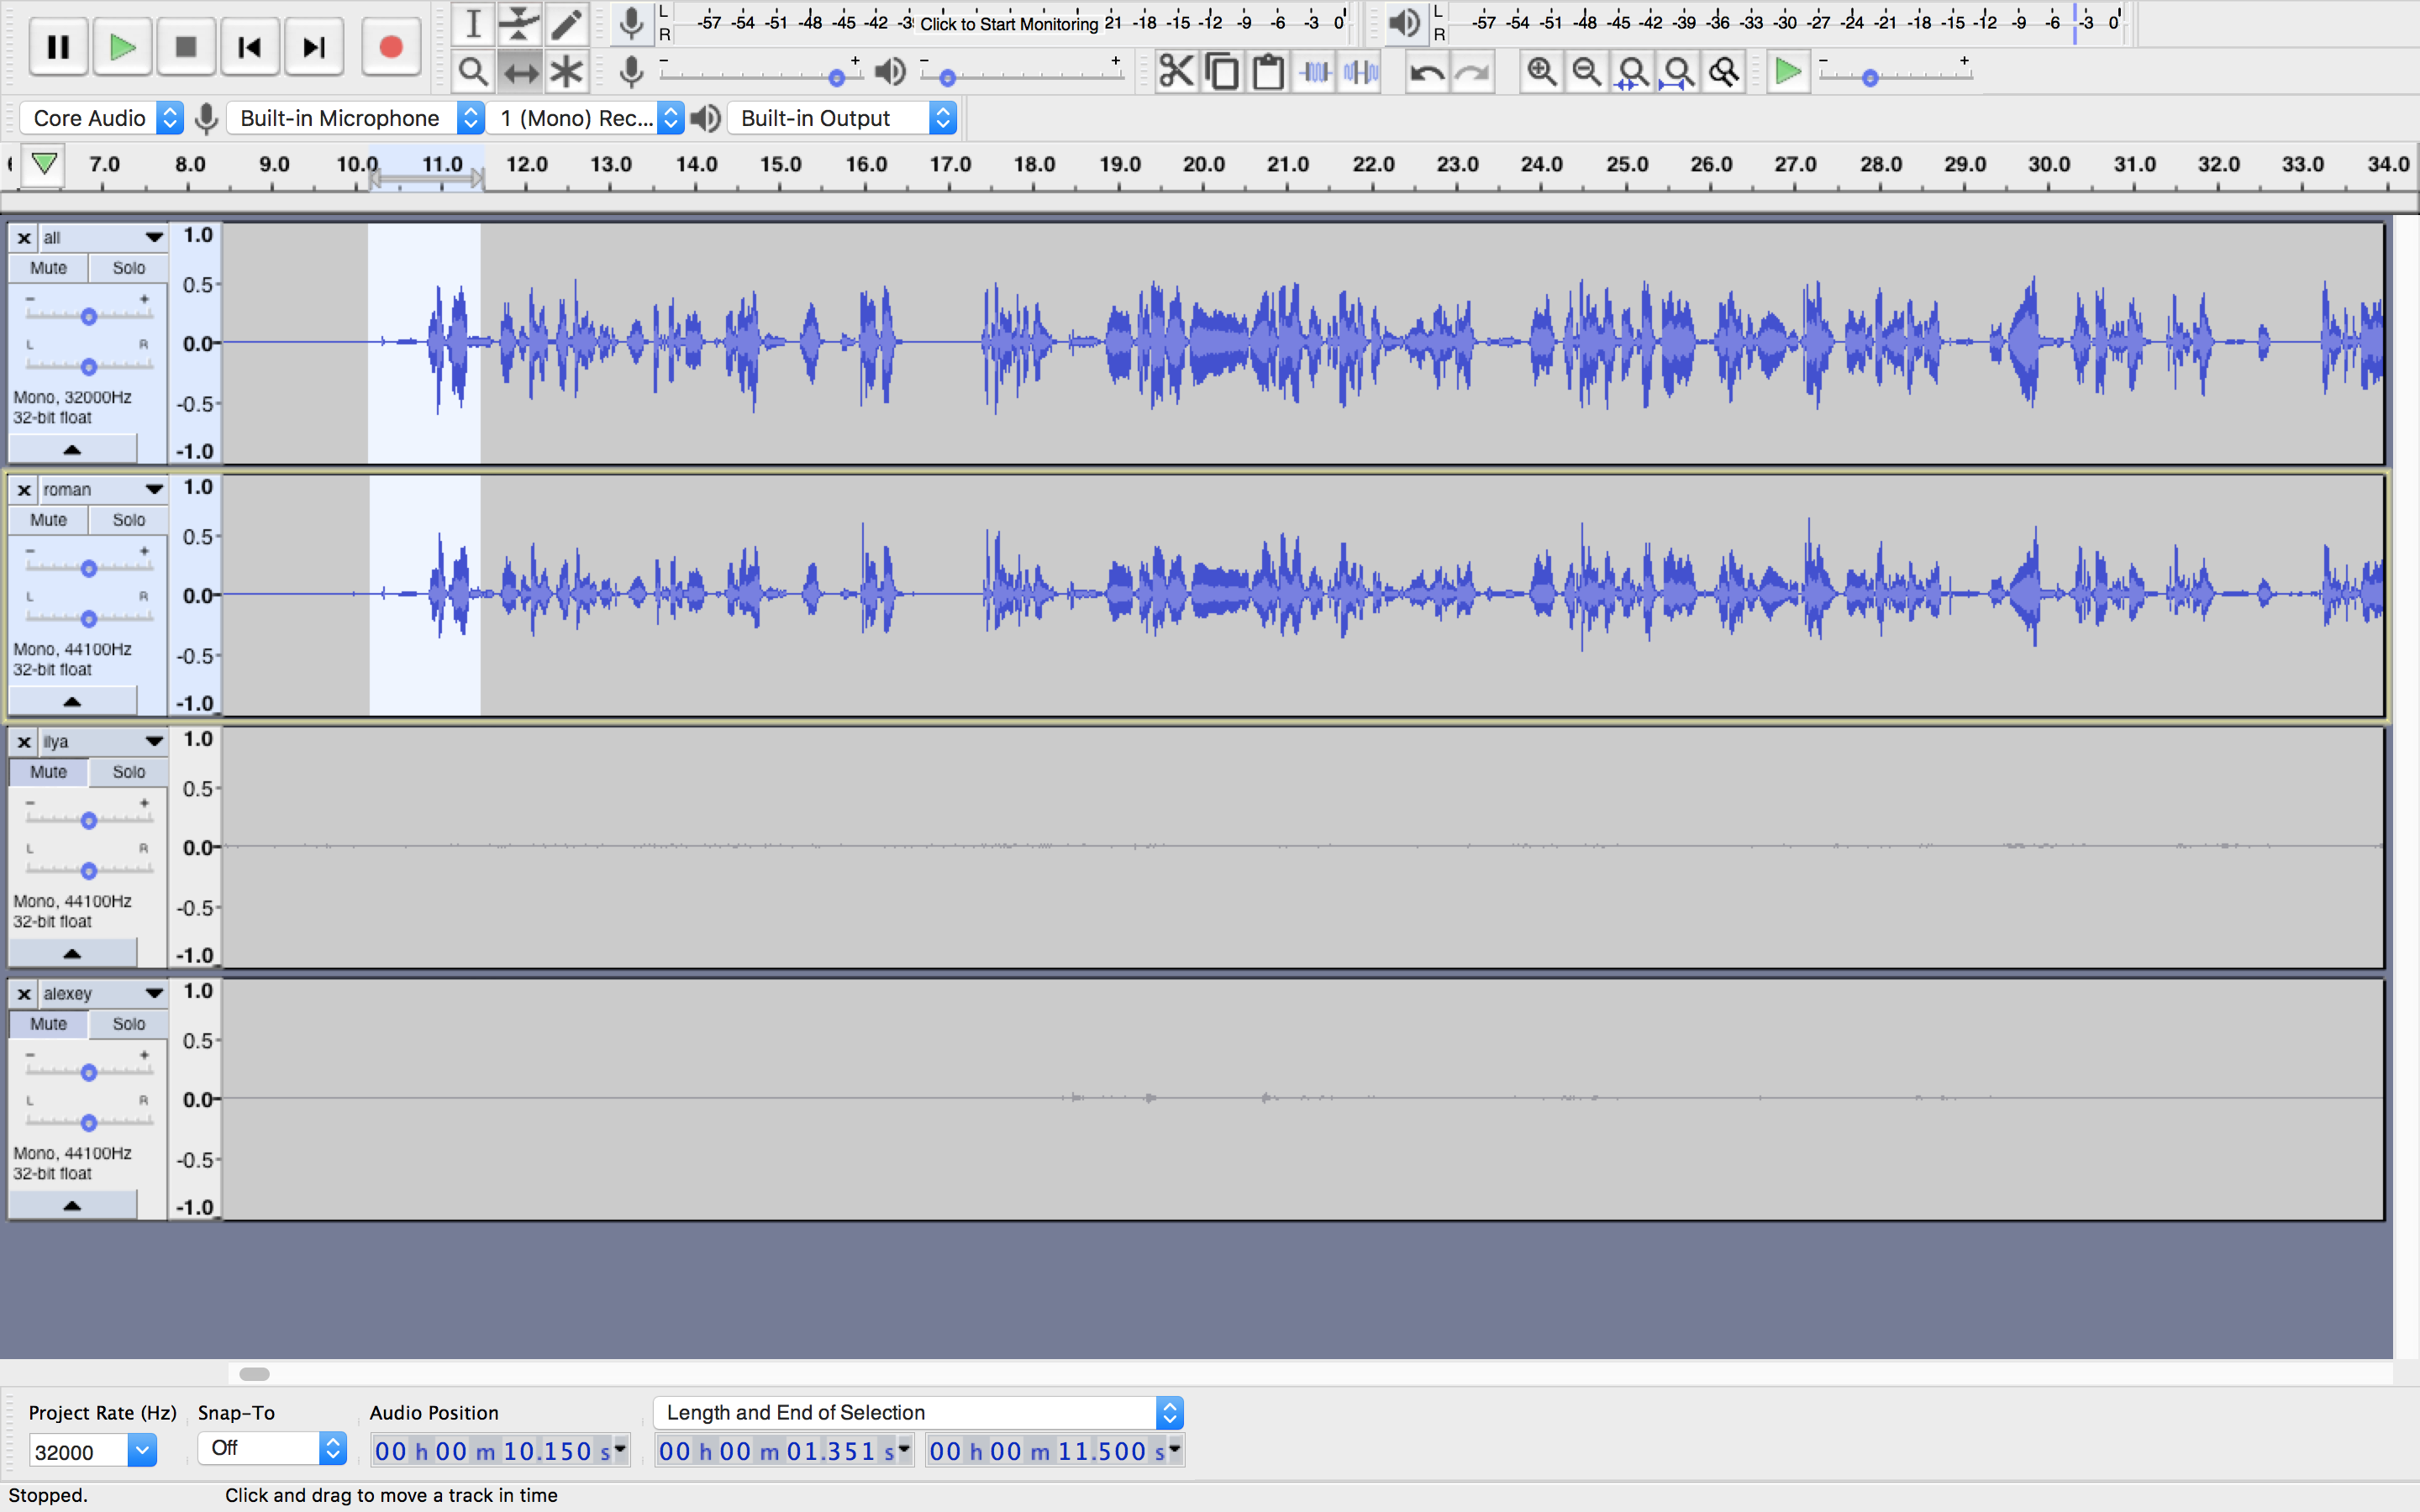 L
R
-57 -54 -51 -48 -45 -42 Click to Start Monitoring 21 -18 -15 -12 -9 -6 -3 0
L
R
-57 -54 -51 -48 -45 -42 -39 -36 -33 -30 -27 -24 -21 -18 -15 -12 -9 -6 -3 0
- + - + - +
Core Audio Built-in Microphone 1 (Mono) Rec... Built-in Output
7.0 8.0 9.0 10.0 11.0 12.0 13.0 14.0 15.0 16.0 17.0 18.0 19.0 20.0 21.0 22.0 23.0 24.0 25.0 26.0 27.0 28.0 29.0 30.0 31.0 32.0 33.0 34.0
x all 1.0
Mute Solo
- + 0.5
L R 0.0
Mono, 32000Hz
32-bit float -0.5
-1.0
x roman 1.0
Mute Solo
- + 0.5
L R 0.0
Mono, 44100Hz
32-bit float -0.5
-1.0
x ilya 1.0
Mute Solo
- + 0.5
L R 0.0
Mono, 44100Hz
32-bit float -0.5
-1.0
x alexey 1.0
Mute Solo
- + 0.5
L R 0.0
Mono, 44100Hz
32-bit float -0.5
-1.0
Project Rate (Hz) Snap-To Audio Position Length and End of Selection
32000 Off 00 h 00 m 10.150 s 00 h 00 m 01.351 s 00 h 00 m 11.500 s
Stopped. Click and drag to move a track in time